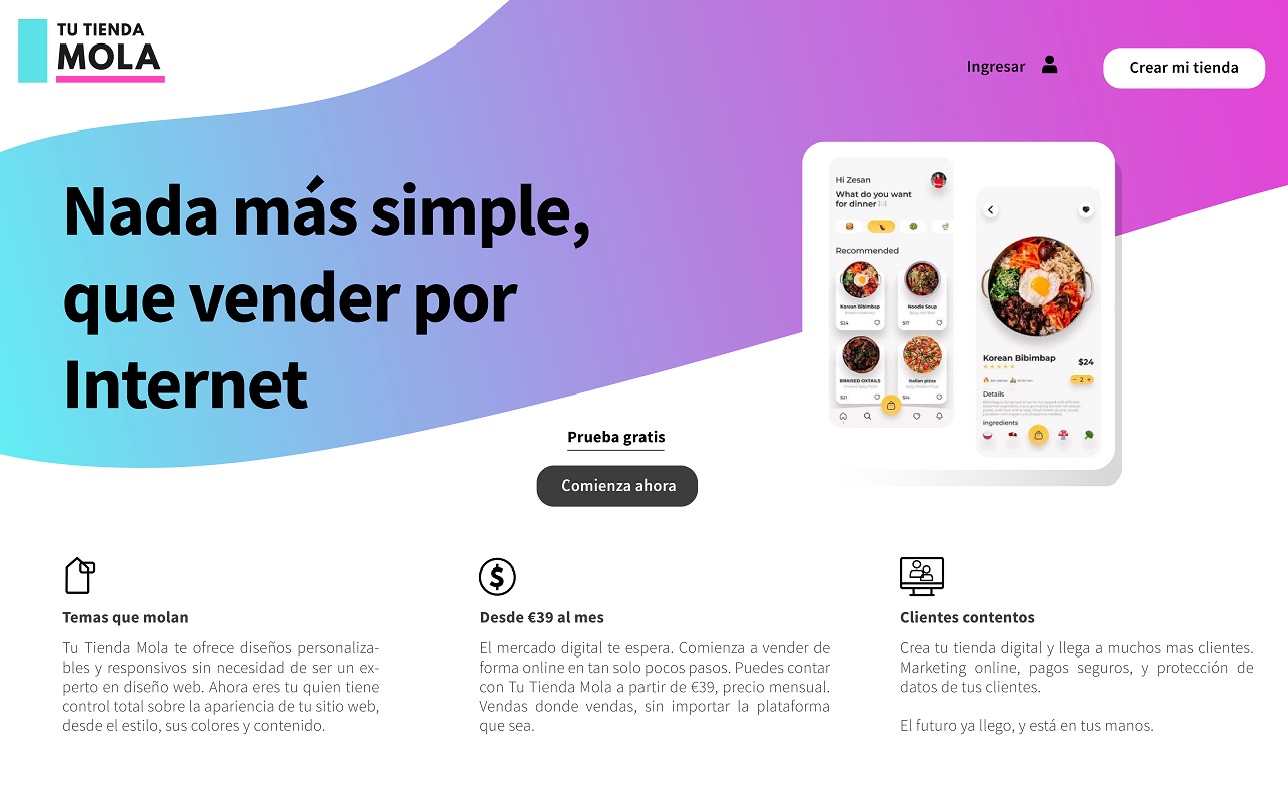 TU TIENDA
MOLA
Ingresar
Crear mi tienda
Nada más simple,
que vender por
Internet
Hi Zesan
What do you want
for dinner
Recommended
Korean Bibimbap
$24
Noodle Soup
$17
BRAISED OXTAILS
$21
Italian pizza
$14
Korean Bibimbap
$24
2
Details
ingredients
Prueba gratis
Comienza ahora
Temas que molan
Tu Tienda Mola te ofrece diseños personaliza-
bles y responsivos sin necesidad de ser un ex-
perto en diseño web. Ahora eres tu quien tiene
control total sobre la apariencia de tu sitio web,
desde el estilo, sus colores y contenido.
Desde €39 al mes
El mercado digital te espera. Comienza a vender de
forma online en tan solo pocos pasos. Puedes contar
con Tu Tienda Mola a partir de €39, precio mensual.
Vendas donde vendas, sin importar la plataforma
que sea.
Clientes contentos
Crea tu tienda digital y llega a muchos mas clientes.
Marketing online, pagos seguros, y protección de
datos de tus clientes.
El futuro ya llego, y está en tus manos.